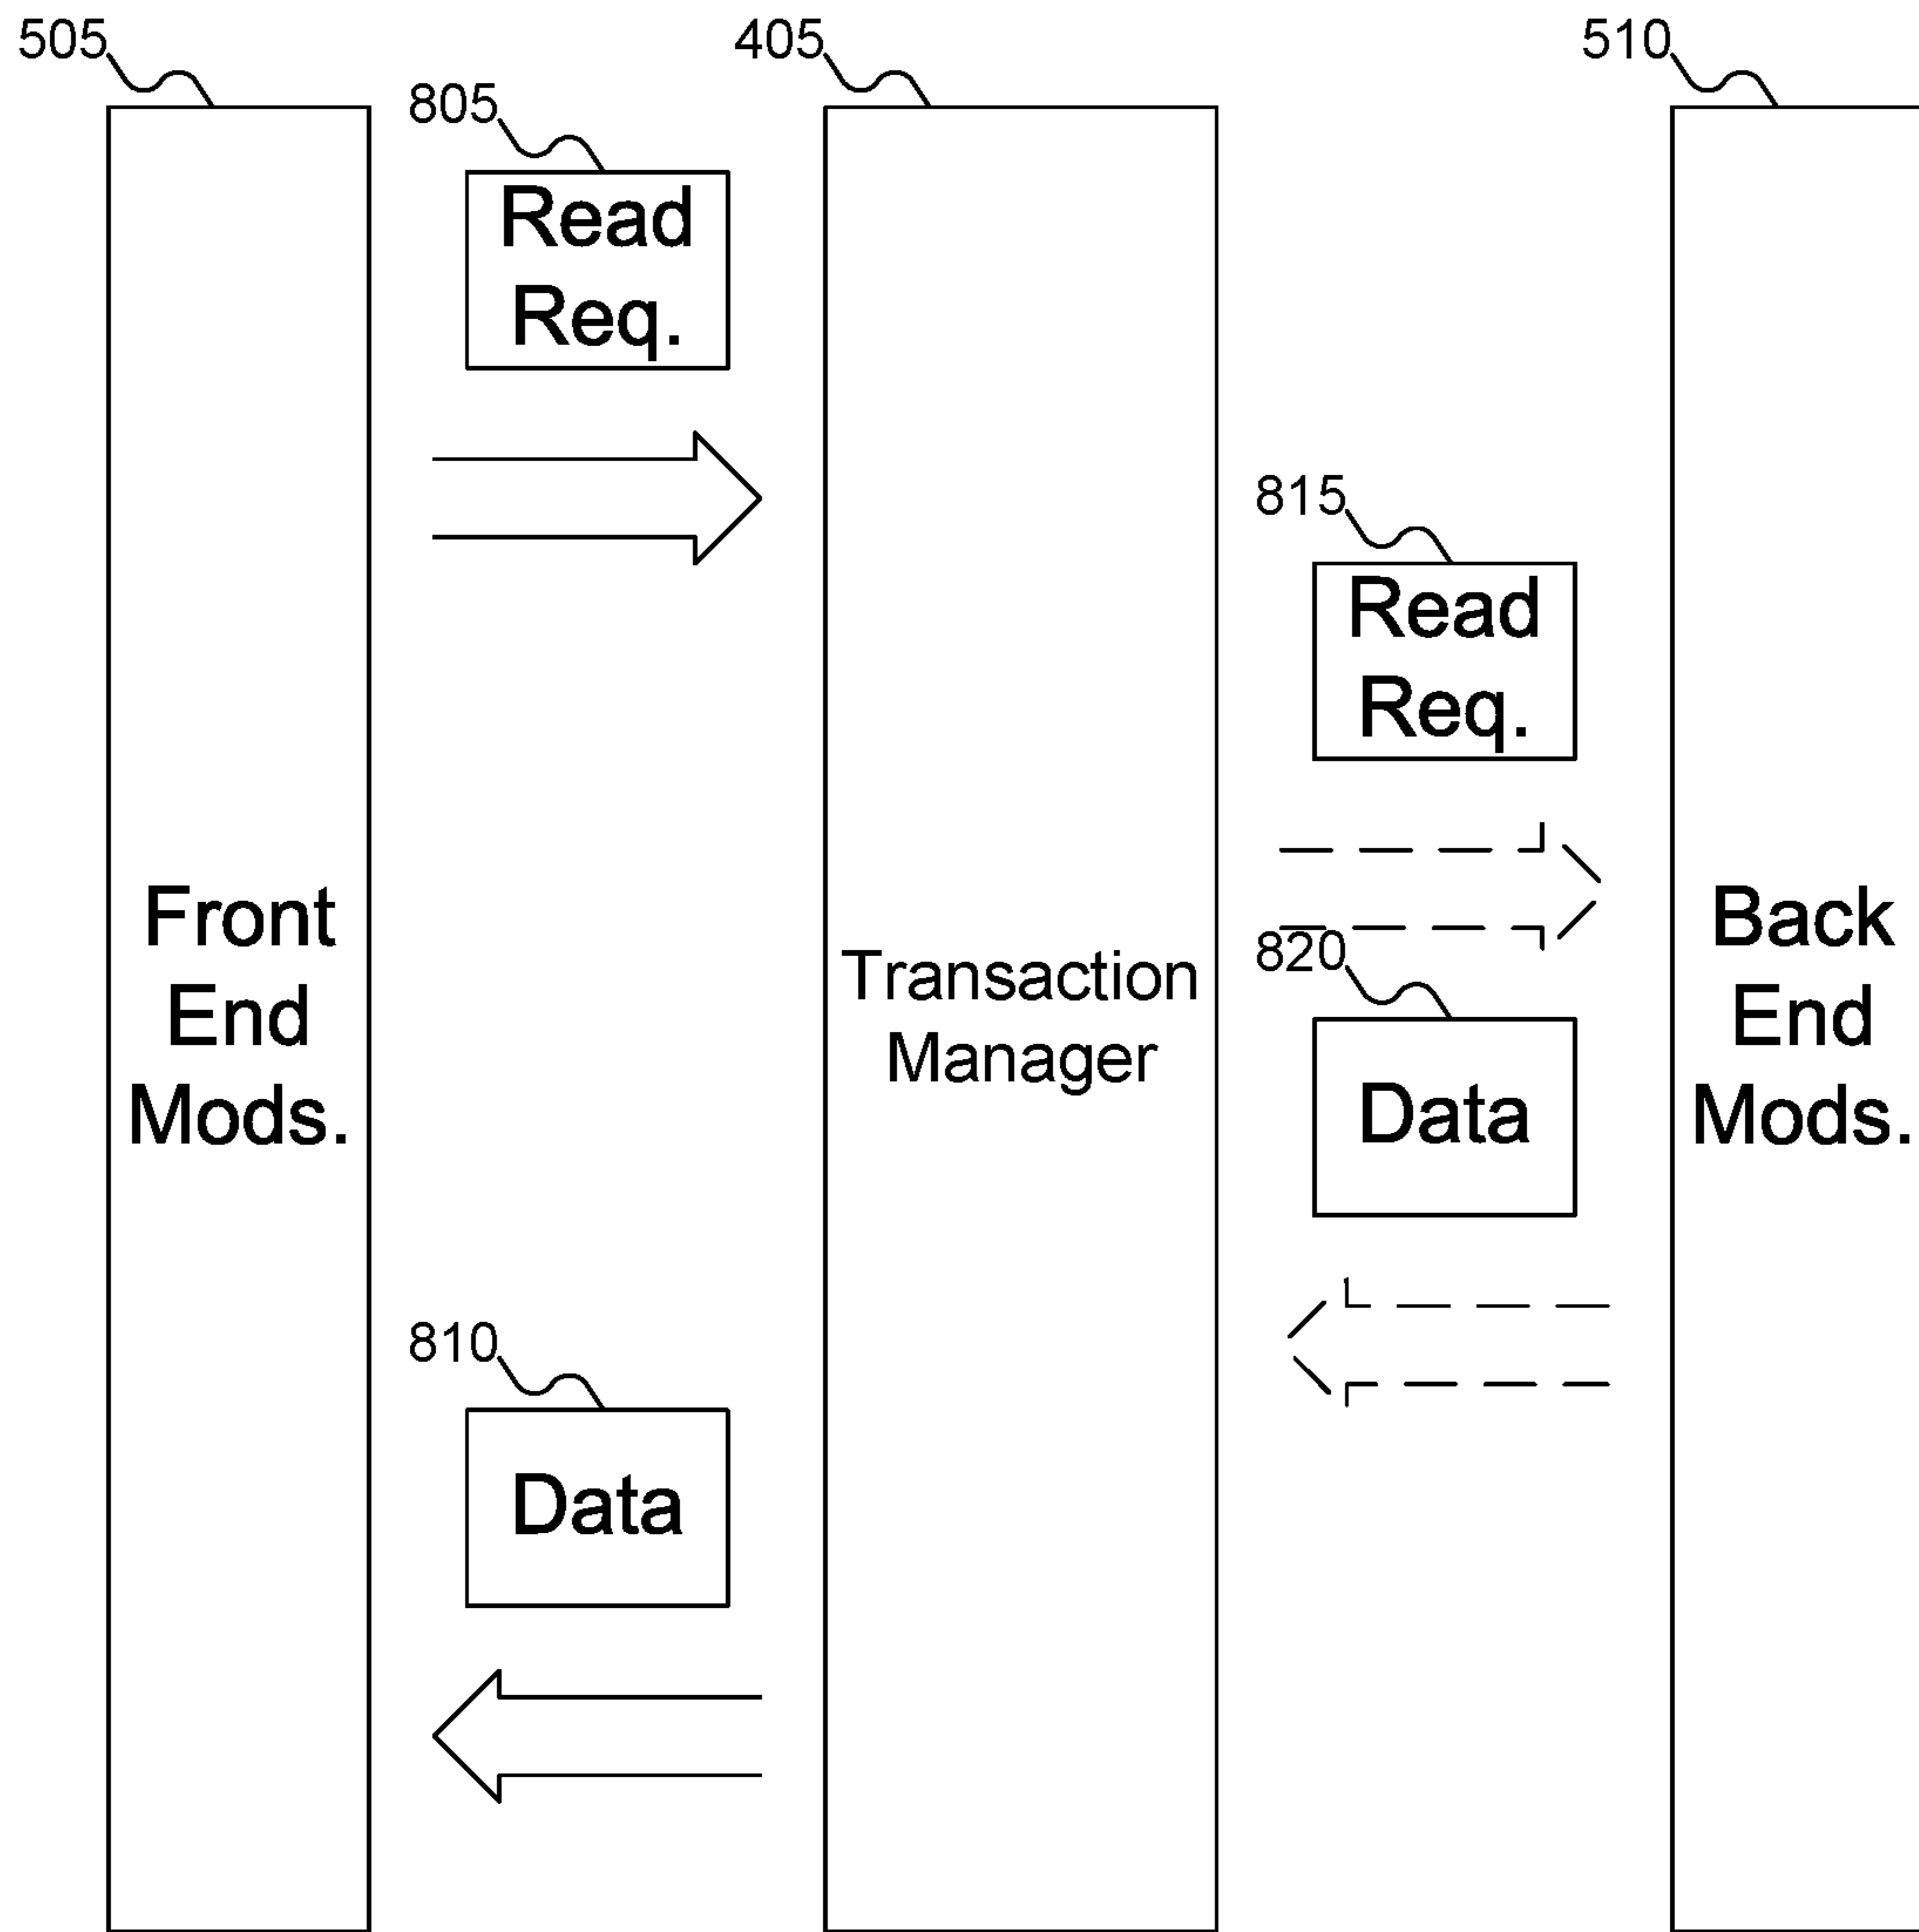 505
405
510
805
Read
Req.
815
Read
Req.
Front
End
Mods.
Transaction
Manager
Back
End
Mods.
820
Data
810
Data